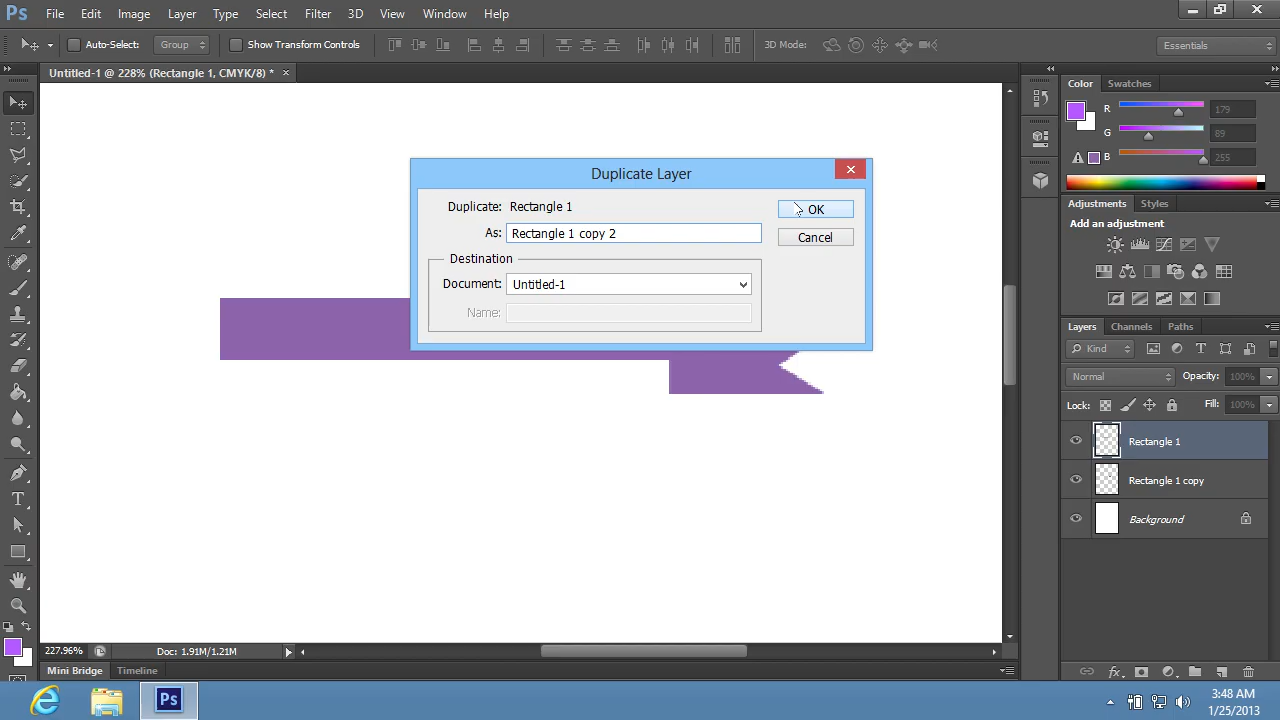 Ps File Edit Image Layer Type Select Filter 3D View Window Help
Auto-Select: Group Show Transform Controls 3D Mode: Essentials
Untitled-1 @ 228% (Rectangle 1, CMYK/8) *
Color Swatches
R 179
G 89
B 255
Duplicate Layer
Duplicate: Rectangle 1
As: Rectangle 1 copy 2
OK
Cancel
Destination
Document: Untitled-1
Name:
Adjustments Styles
Add an adjustment
Layers Channels Paths
Kind
Normal Opacity: 100%
Lock: Fill: 100%
Rectangle 1
Rectangle 1 copy
Background
fx
T
227.96% Doc: 1.91M/1.21M
Mini Bridge Timeline
Ps
3:48 AM
1/25/2013